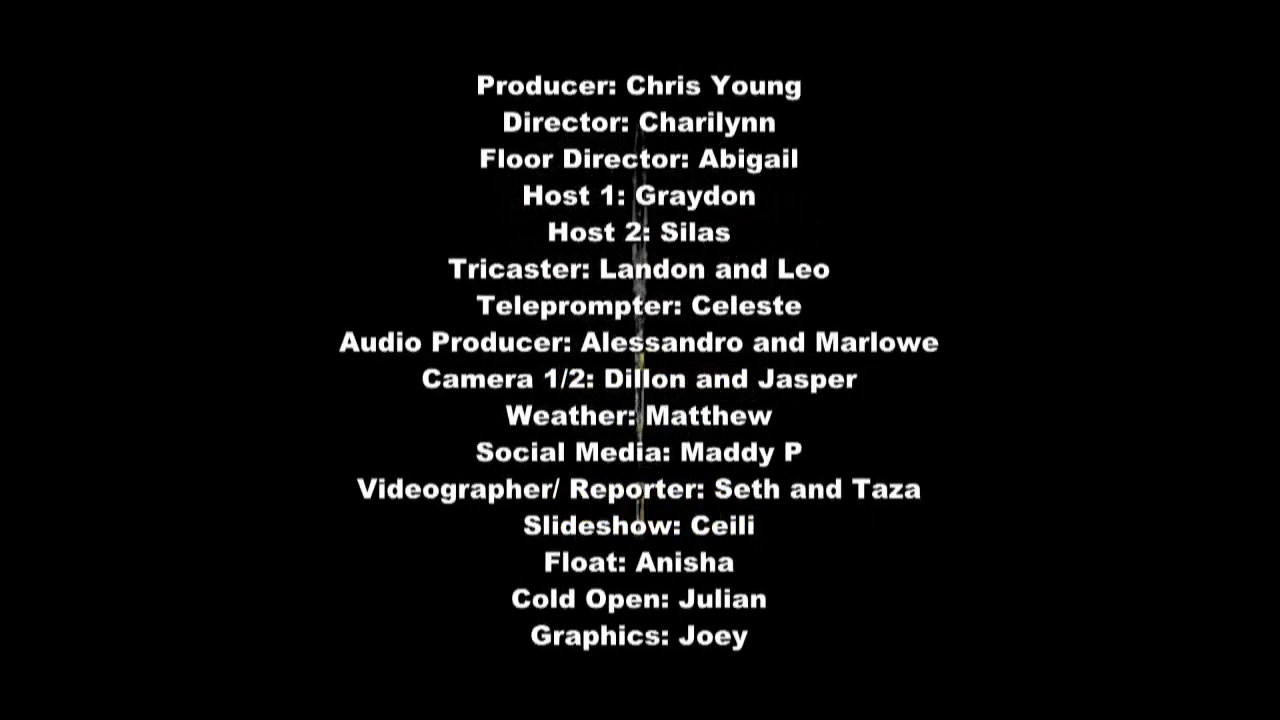 Producer: Chris Young
Director: Charilynn
Floor Director: Abigail
Host 1: Graydon
Host 2: Silas
Tricaster: Landon and Leo
Teleprompter: Celeste
Audio Producer: Alessandro and Marlowe
Camera 1/2: Dillon and Jasper
Weather: Matthew
Social Media: Maddy P
Videographer/ Reporter: Seth and Taza
Slideshow: Ceili
Float: Anisha
Cold Open: Julian
Graphics: Joey